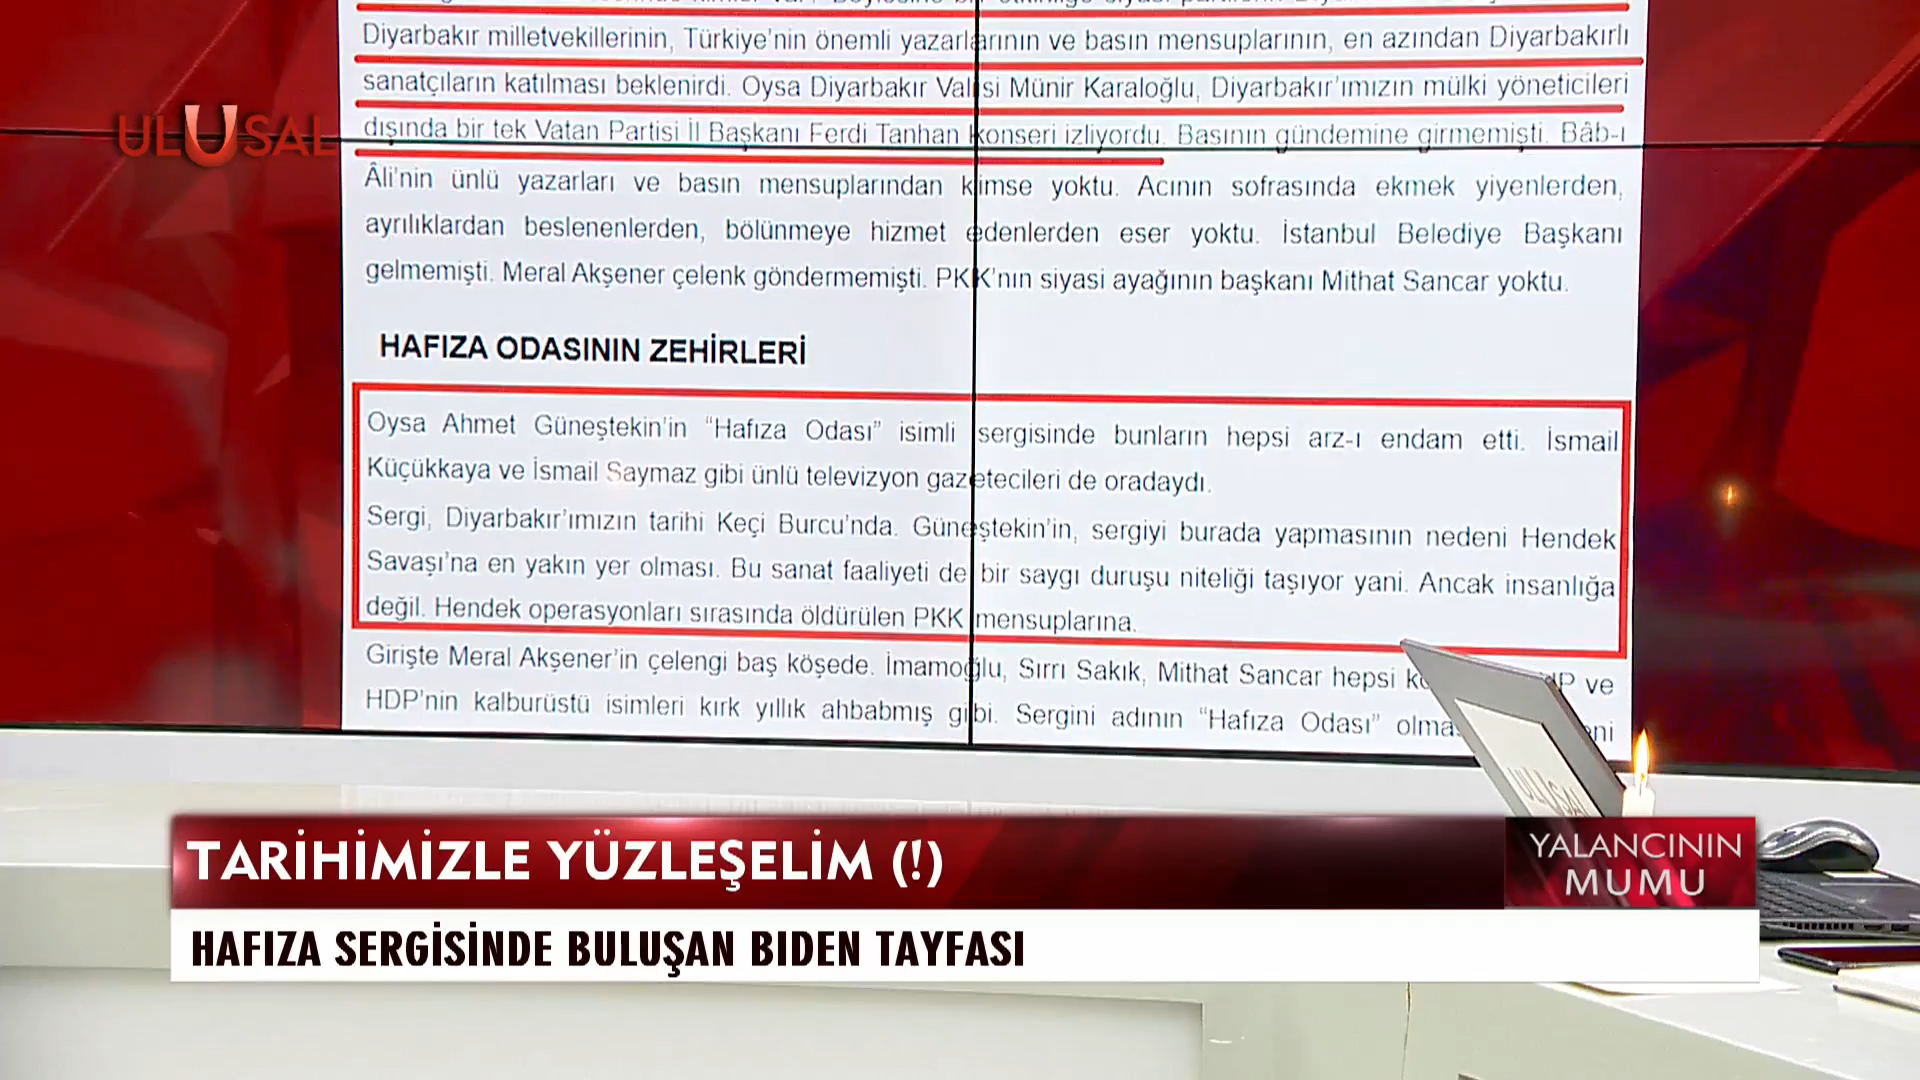 Diyarbakır milletvekillerinin, Türkiye'nin önemli yazarlarının ve basın mensuplarının, en azından Diyarbakırlı
sanatçıların katılması beklenirdi. Oysa Diyarbakır Valisi Münir Karaloğlu, Diyarbakır'ımızın mülki yöneticileri
dışında bir tek Vatan Partisi İl Başkanı Ferdi Tanhan konseri izliyordu. Basının gündemine girmemişti. Bâb-ı
Âli'nin ünlü yazarları ve basın mensuplarından kimse yoktu. Acının sofrasında ekmek yiyenlerden,
ayrılıklardan beslenenlerden, bölünmeye hizmet edenlerden eser yoktu. İstanbul Belediye Başkanı
gelmemişti. Meral Akşener çelenk göndermemişti. PKK'nın siyasi ayağının başkanı Mithat Sancar yoktu.
HAFIZA ODASININ ZEHİRLERİ
Oysa Ahmet Güneştekin'in “Hafıza Odası” isimli sergisinde bunların hepsi arz-ı endam etti. İsmail
Küçükkaya ve İsmail Saymaz gibi ünlü televizyon gazetecileri de oradaydı.
Sergi, Diyarbakır'ımızın tarihi Keçi Burcu'nda. Güneştekin'in, sergiyi burada yapmasının nedeni Hendek
Savaşı'na en yakın yer olması. Bu sanat faaliyeti de bir saygı duruşu niteliği taşıyor yani. Ancak insanlığa
değil. Hendek operasyonları sırasında öldürülen PKK mensuplarına.
Girişte Meral Akşener'in çelengi baş köşede. İmamoğlu, Sırrı Sakık, Mithat Sancar hepsi ve
HDP'nin kalburüstü isimleri kırk yıllık ahbabmış gibi. Sergini adının “Hafıza Odası”
ULUSAL
ULUSAL
TARİHİMİZLE YÜZLEŞELİM (!)
YALANCININ
MUMU
HAFIZA SERGİSİNDE BULUŞAN BIDEN TAYFASI